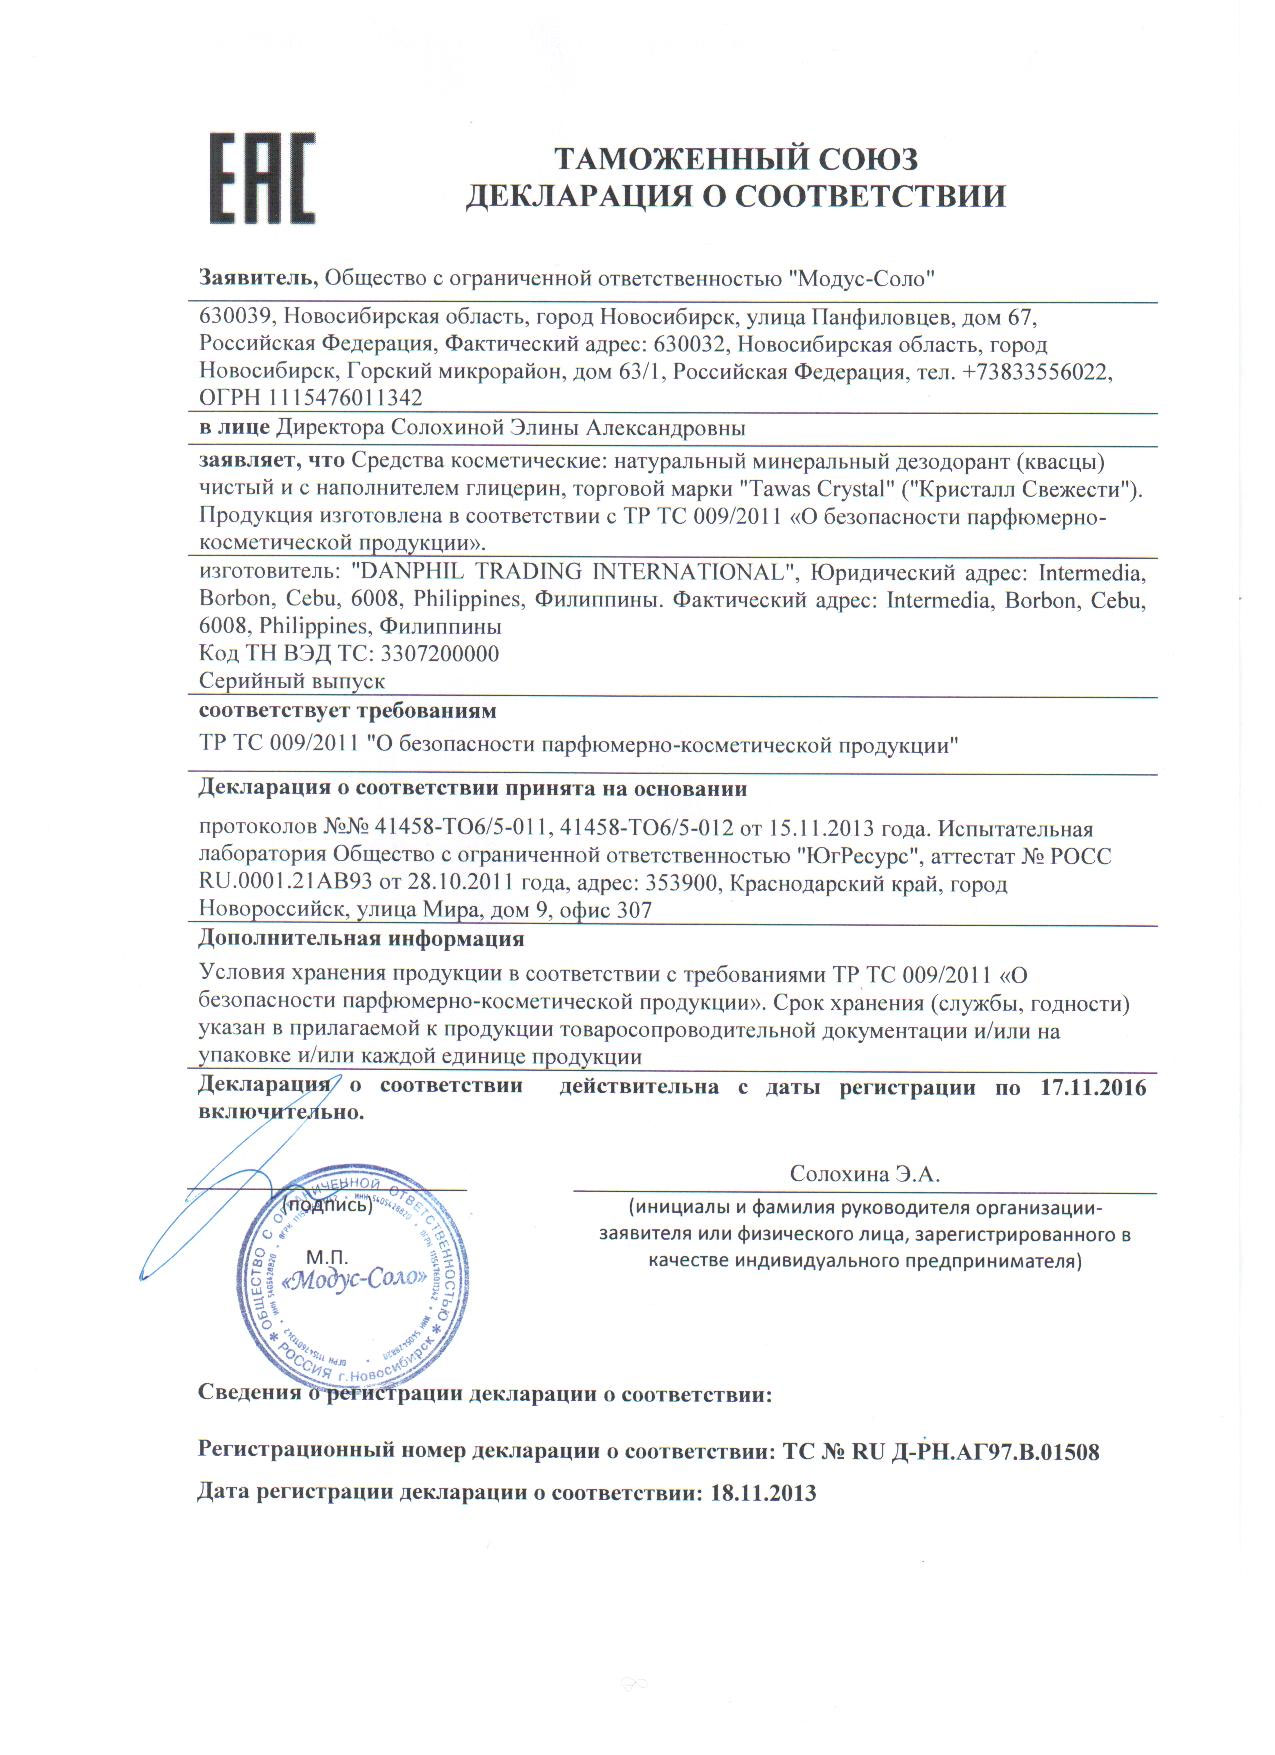 EAC
ТАМОЖЕННЫЙ СОЮЗ
ДЕКЛАРАЦИЯ О СООТВЕТСТВИИ
Заявитель, Общество с ограниченной ответственностью "Модус-Соло"
630039, Новосибирская область, город Новосибирск, улица Панфиловцев, дом 67,
Российская Федерация, Фактический адрес: 630032, Новосибирская область, город
Новосибирск, Горский микрорайон, дом 63/1, Российская Федерация, тел. +73833556022,
ОГРН 1115476011342
в лице Директора Солохиной Элины Александровны
заявляет, что Средства косметические: натуральный минеральный дезодорант (квасцы)
чистый и с наполнителем глицерин, торговой марки "Tawas Crystal" ("Кристалл Свежести").
Продукция изготовлена в соответствии с ТР ТС 009/2011 «О безопасности парфюмерно-
косметической продукции».
изготовитель: "DANPHIL TRADING INTERNATIONAL", Юридический адрес: Intermedia,
Borbon, Cebu, 6008, Philippines, Филиппины. Фактический адрес: Intermedia, Borbon, Cebu,
6008, Philippines, Филиппины
Код ТН ВЭД ТС: 3307200000
Серийный выпуск
соответствует требованиям
ТР ТС 009/2011 "О безопасности парфюмерно-косметической продукции"
Декларация о соответствии принята на основании
протоколов №№ 41458-ТО6/5-011, 41458-ТО6/5-012 от 15.11.2013 года. Испытательная
лаборатория Общество с ограниченной ответственностью "ЮгРесурс", аттестат № РОСС
RU.0001.21АВ93 от 28.10.2011 года, адрес: 353900, Краснодарский край, город
Новороссийск, улица Мира, дом 9, офис 307
Дополнительная информация
Условия хранения продукции в соответствии с требованиями ТР ТС 009/2011 «О
безопасности парфюмерно-косметической продукции». Срок хранения (службы, годности)
указан в прилагаемой к продукции товаросопроводительной документации и/или на
упаковке и/или каждой единице продукции
Декларация о соответствии действительна с даты регистрации по 17.11.2016
включительно.
Солохина Э.А.
(подпись)
(инициалы и фамилия руководителя организации-
заявителя или физического лица, зарегистрированного в
качестве индивидуального предпринимателя)
М.П.
ОБЩЕСТВО С ОГРАНИЧЕННОЙ ОТВЕТСТВЕННОСТЬЮ
ОГРН 1115476011342 • ИНН 5405428820
«Модус-Соло»
РОССИЯ г.Новосибирск
Сведения о регистрации декларации о соответствии:
Регистрационный номер декларации о соответствии: ТС № RU Д-РН.АГ97.В.01508
Дата регистрации декларации о соответствии: 18.11.2013